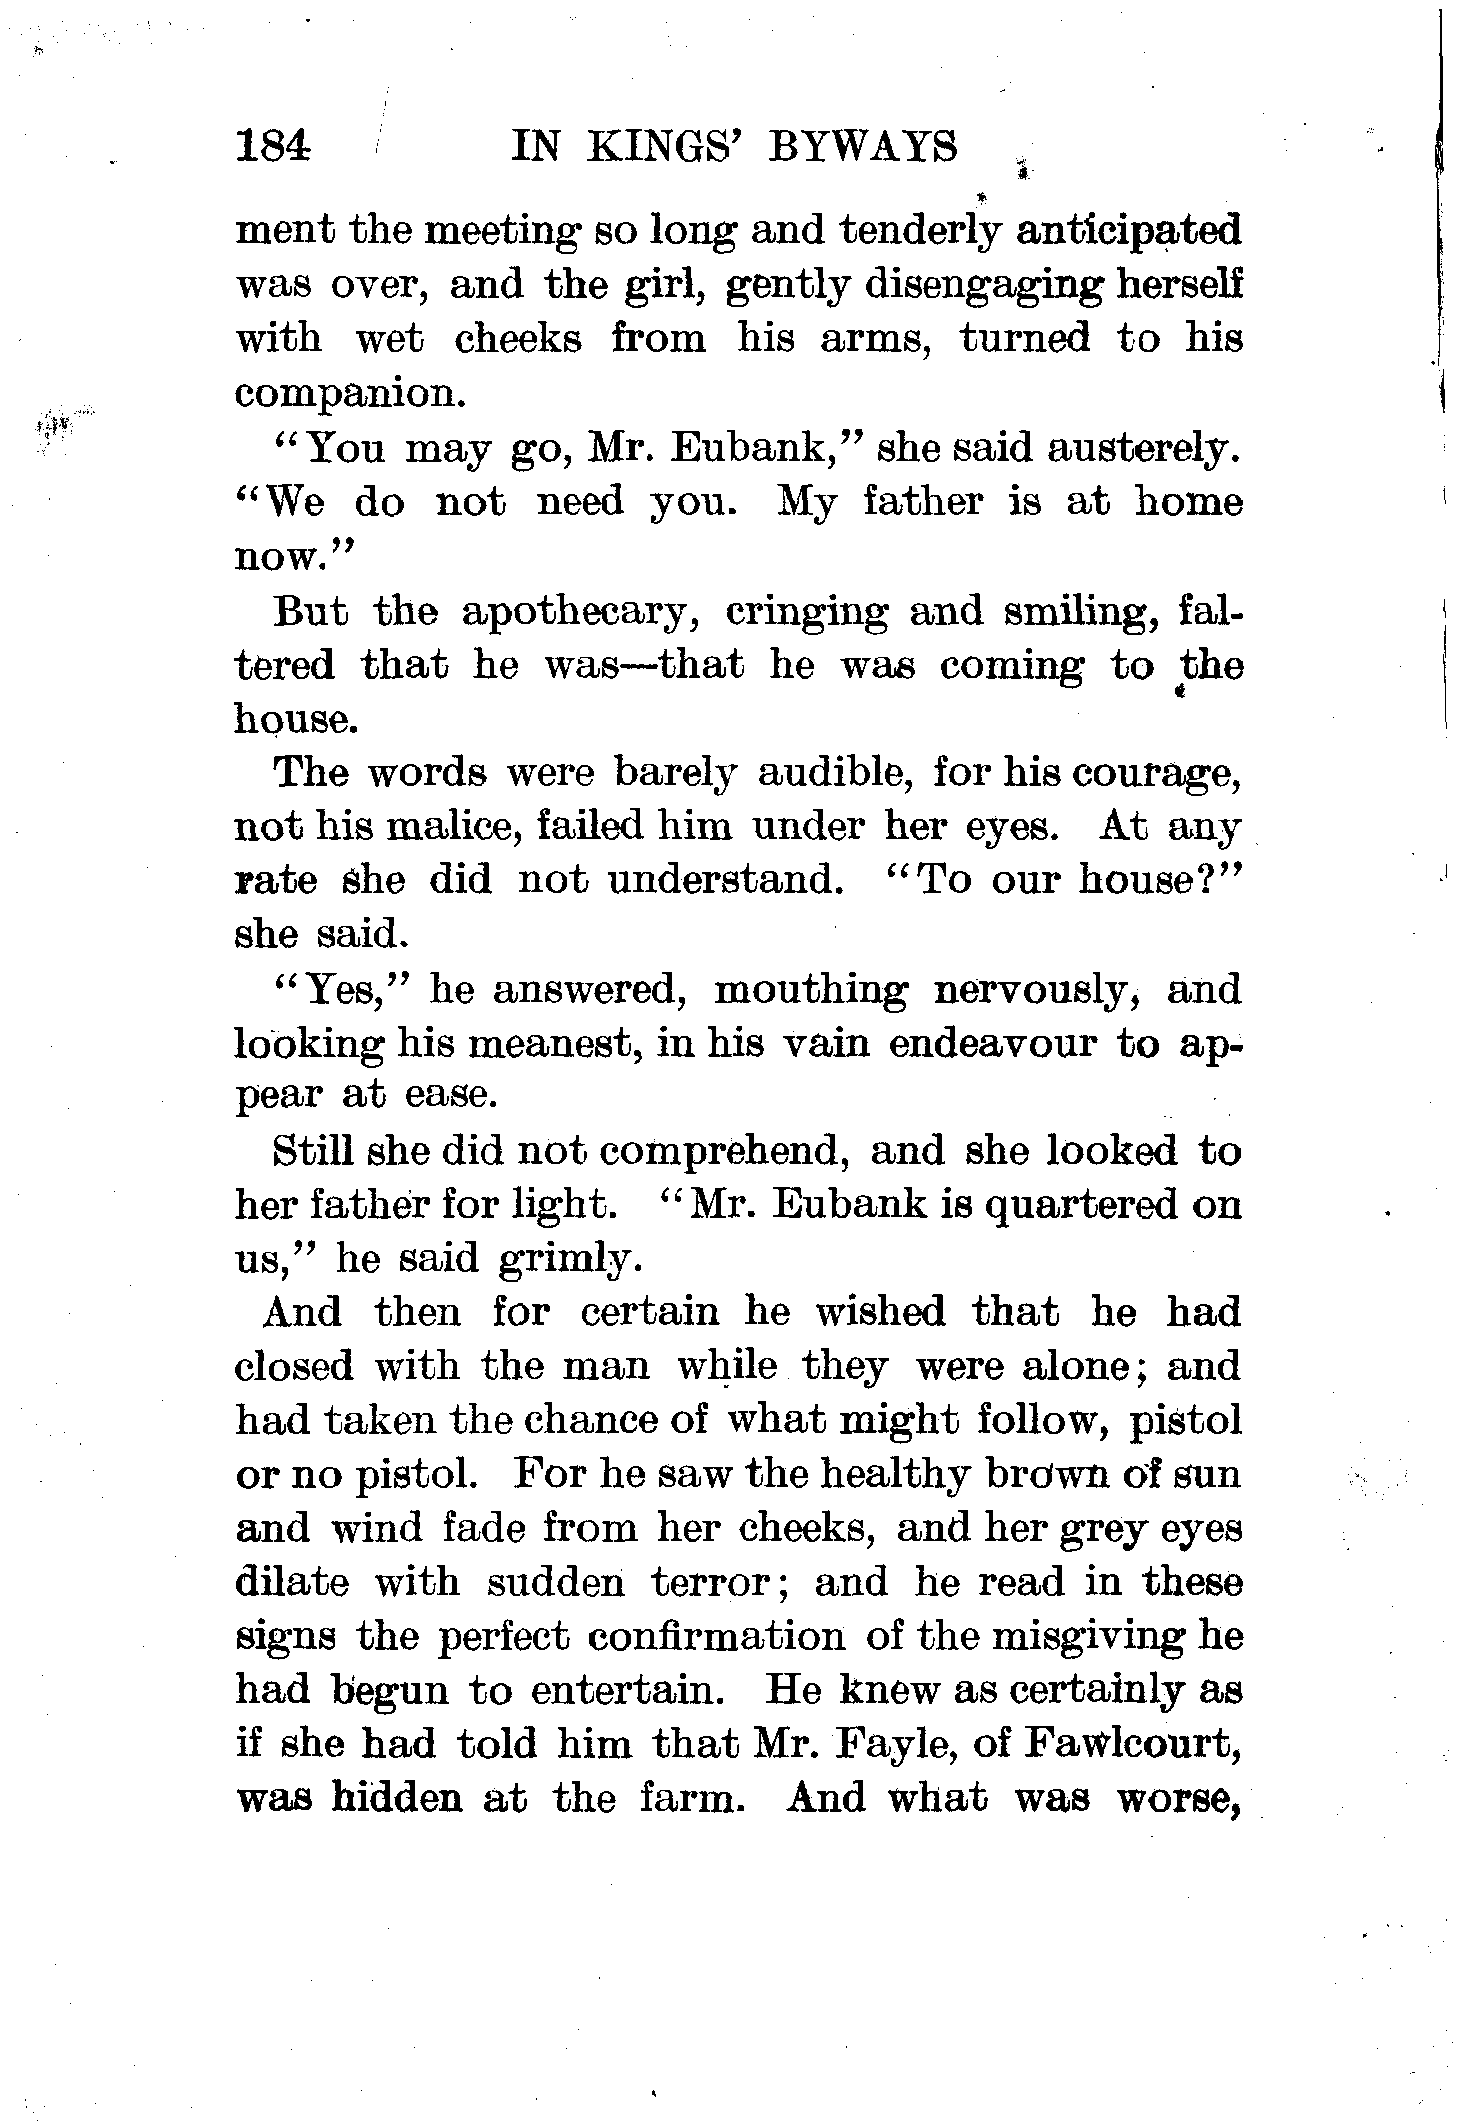 184 IN KINGS' BYWAYS
ment the meeting so long and tenderly anticipated
was over, and the girl, gently disengaging herself
with wet cheeks from his arms, turned to his
companion.
"You may go, Mr. Eubank," she said austerely.
"We do not need you. My father is at home
now."
But the apothecary, cringing and smiling, fal-
tered that he was—that he was coming to the
house.
The words were barely audible, for his courage,
not his malice, failed him under her eyes. At any
rate she did not understand. "To our house?"
she said.
"Yes," he answered, mouthing nervously, and
looking his meanest, in his vain endeavour to ap-
pear at ease.
Still she did not comprehend, and she looked to
her father for light. "Mr. Eubank is quartered on
us," he said grimly.
And then for certain he wished that he had
closed with the man while they were alone; and
had taken the chance of what might follow, pistol
or no pistol. For he saw the healthy brown of sun
and wind fade from her cheeks, and her grey eyes
dilate with sudden terror; and he read in these
signs the perfect confirmation of the misgiving he
had begun to entertain. He knew as certainly as
if she had told him that Mr. Fayle, of Fawlcourt,
was hidden at the farm. And what was worse,